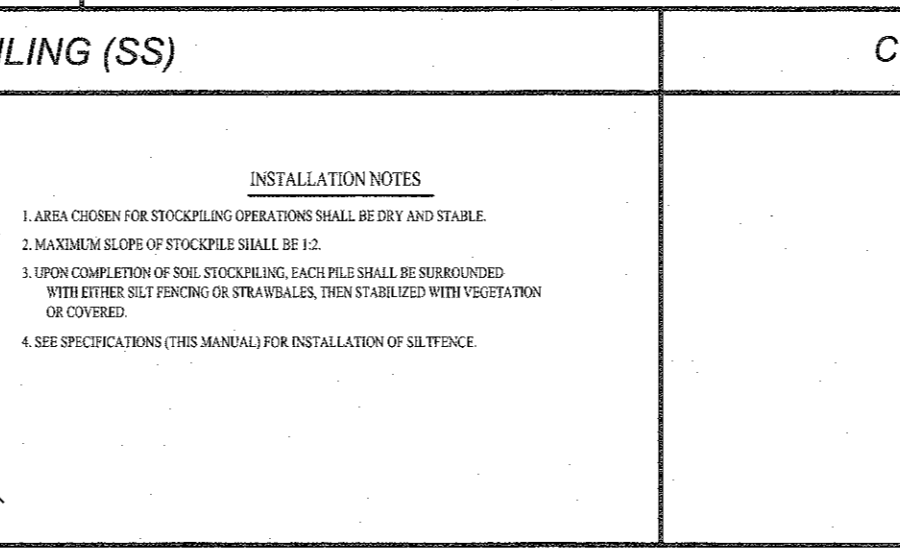 LING (SS)
C
INSTALLATION NOTES
1. AREA CHOSEN FOR STOCKPILING OPERATIONS SHALL BE DRY AND STABLE.
2. MAXIMUM SLOPE OF STOCKPILE SHALL BE 1:2.
3. UPON COMPLETION OF SOIL STOCKPILING, EACH PILE SHALL BE SURROUNDED
WITH EITHER SILT FENCING OR STRAWBALES, THEN STABILIZED WITH VEGETATION
OR COVERED.
4. SEE SPECIFICATIONS (THIS MANUAL) FOR INSTALLATION OF SILTFENCE.